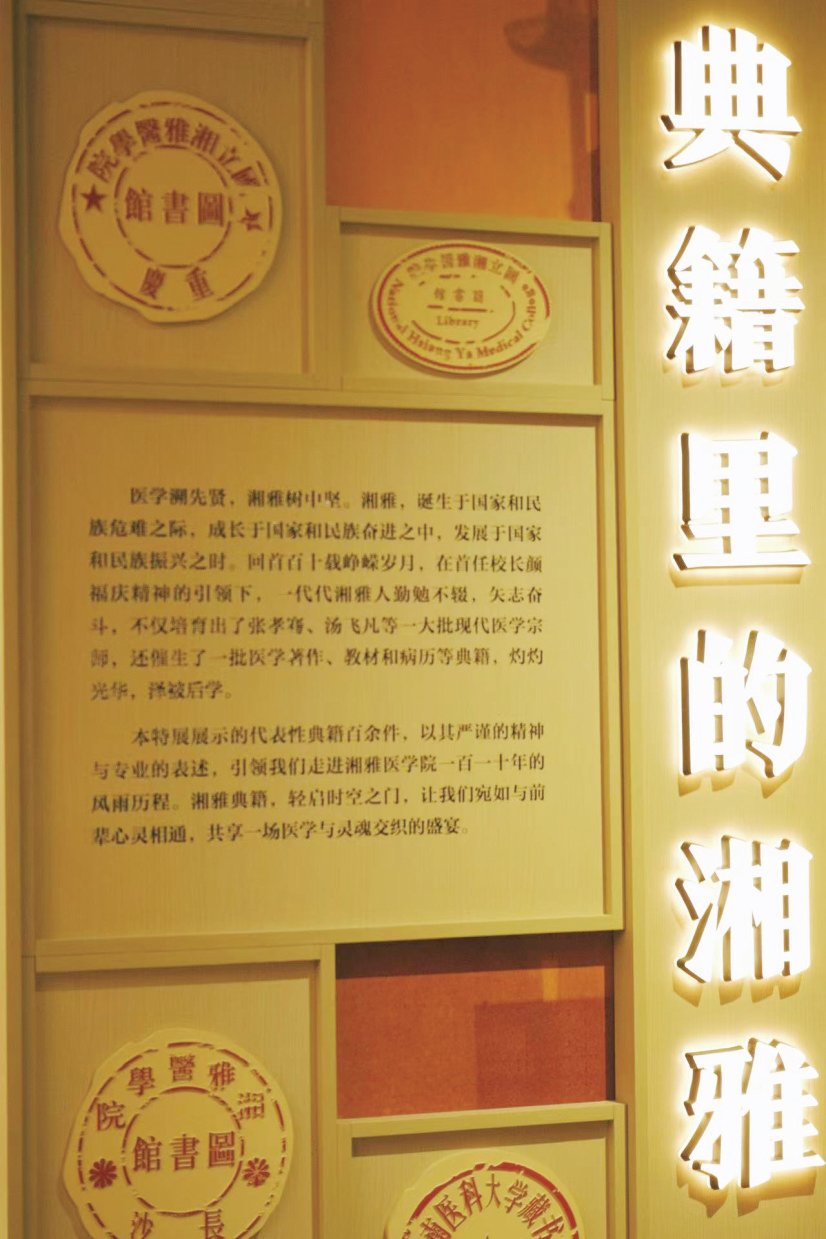 典籍里的湘雅
國立湘雅醫學院
圖書館
重慶
國立湘雅醫學院
圖書館
Library
National Hsiang Ya Medical College
医学溯先贤，湘雅树中坚。湘雅，诞生于国家和民
族危难之际，成长于国家和民族奋进之中，发展于国家
和民族振兴之时。回首百十载峥嵘岁月，在首任校长颜
福庆精神的引领下，一代代湘雅人勤勉不辍，矢志奋
斗，不仅培育出了张孝骞、汤飞凡等一大批现代医学宗
师，还催生了一批医学著作、教材和病历等典籍，灼灼
光华，泽被后学。
本特展展示的代表性典籍百余件，以其严谨的精神
与专业的表述，引领我们走进湘雅医学院一百一十年的
风雨历程。湘雅典籍，轻启时空之门，让我们宛如与前
辈心灵相通，共享一场医学与灵魂交织的盛宴。
湘雅醫學院
圖書館
長沙
南医科大学藏书